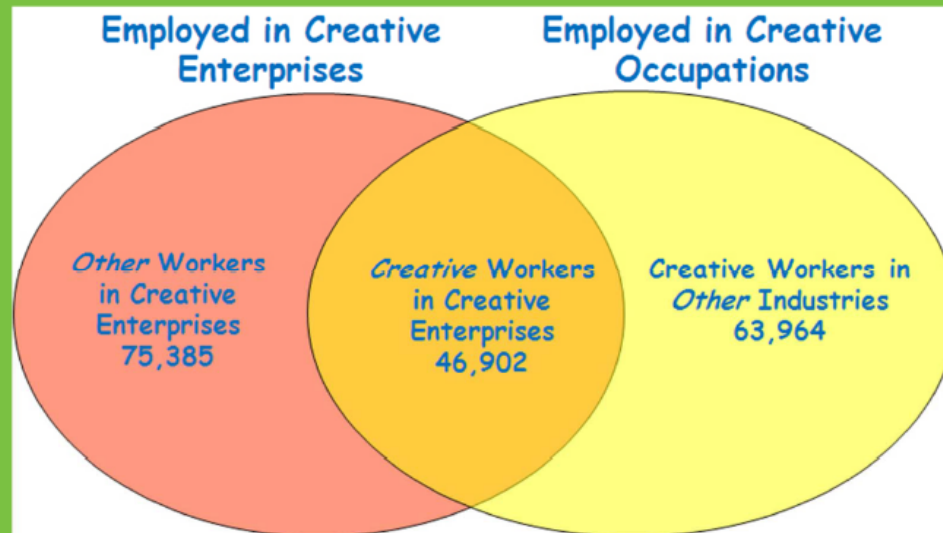 Employed in Creative
Enterprises
Employed in Creative
Occupations
Other Workers
in Creative
Enterprises
75,385
Creative Workers
in Creative
Enterprises
46,902
Creative Workers in
Other Industries
63,964